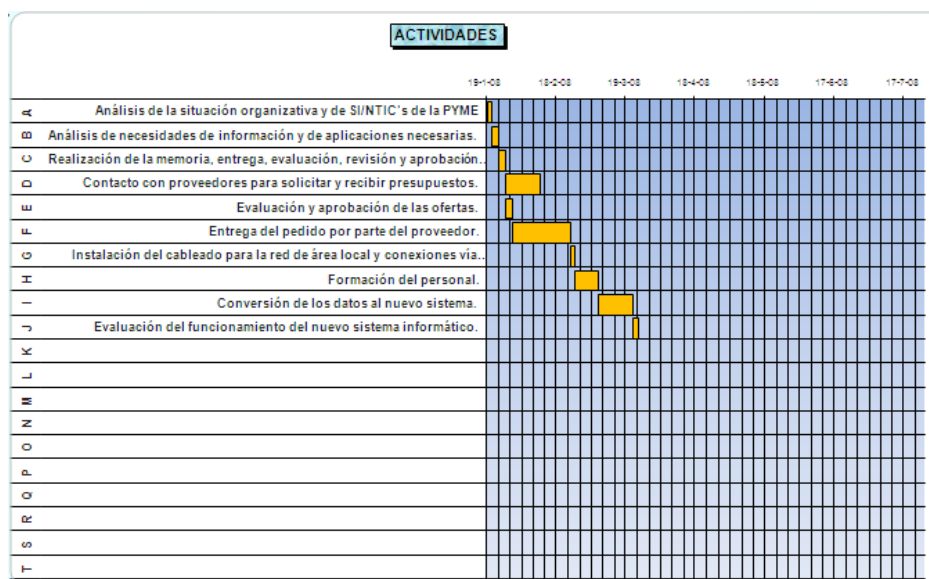 ACTIVIDADES
19-1-08 18-2-08 19-3-08 18-4-08 18-5-08 17-6-08 17-7-08
A Análisis de la situación organizativa y de SI/NTIC's de la PYME
B Análisis de necesidades de información y de aplicaciones necesarias.
C Realización de la memoria, entrega, evaluación, revisión y aprobación..
D Contacto con proveedores para solicitar y recibir presupuestos.
E Evaluación y aprobación de las ofertas.
F Entrega del pedido por parte del proveedor.
G Instalación del cableado para la red de área local y conexiones vía..
H Formación del personal.
I Conversión de los datos al nuevo sistema.
J Evaluación del funcionamiento del nuevo sistema informático.
K
L
M
N
O
P
Q
R
S
T